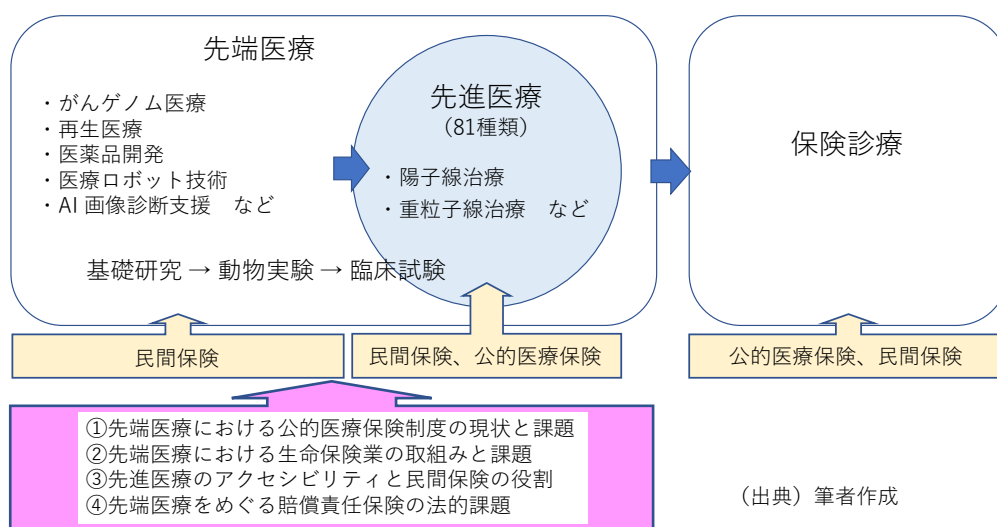 先端医療
・がんゲノム医療
・再生医療
・医薬品開発
・医療ロボット技術
・AI 画像診断支援　など
基礎研究 → 動物実験 → 臨床試験
先進医療
（81種類）
・陽子線治療
・重粒子線治療　など
保険診療
民間保険
民間保険、公的医療保険
公的医療保険、民間保険
①先端医療における公的医療保険制度の現状と課題
②先端医療における生命保険業の取組みと課題
③先進医療のアクセシビリティと民間保険の役割
④先端医療をめぐる賠償責任保険の法的課題
（出典）筆者作成